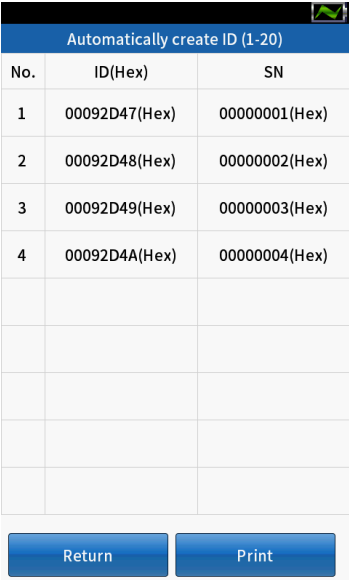 Automatically create ID (1-20)
No. ID(Hex) SN
1 00092D47(Hex) 00000001(Hex)
2 00092D48(Hex) 00000002(Hex)
3 00092D49(Hex) 00000003(Hex)
4 00092D4A(Hex) 00000004(Hex)
Return Print